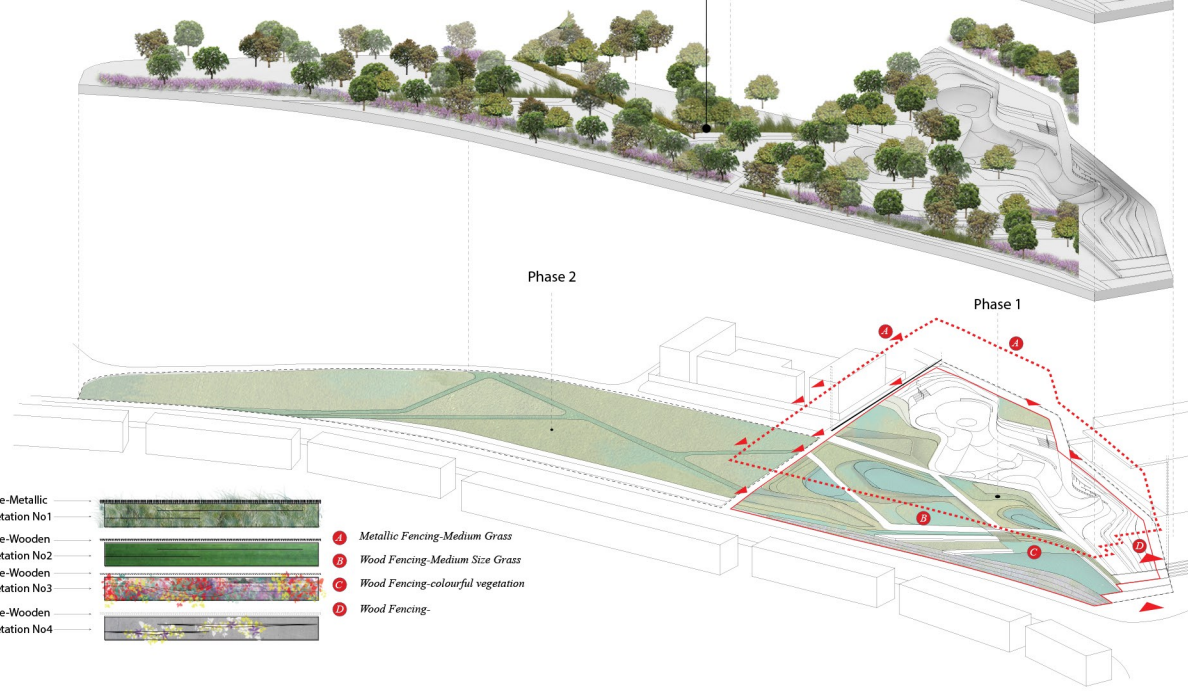 Phase 2
Phase 1
A
A
B
C
D
e-Metallic
etation No1
e-Wooden
etation No2
e-Wooden
etation No3
e-Wooden
etation No4
A Metallic Fencing-Medium Grass
B Wood Fencing-Medium Size Grass
C Wood Fencing-colourful vegetation
D Wood Fencing-